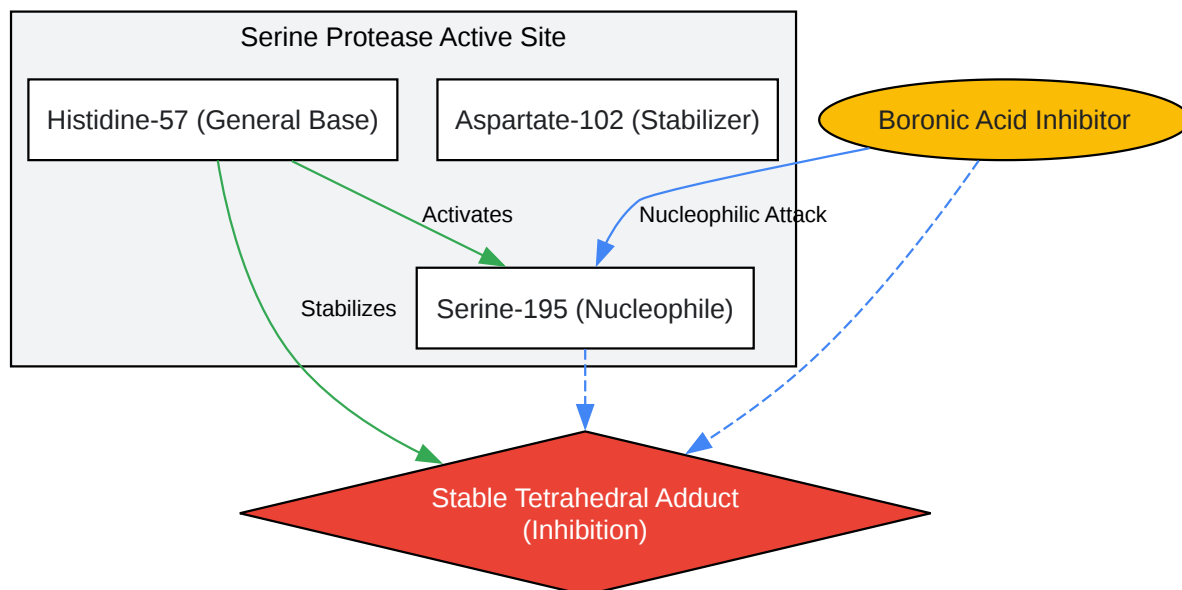 Serine Protease Active Site
Histidine-57 (General Base)
Aspartate-102 (Stabilizer)
Boronic Acid Inhibitor
Activates
Nucleophilic Attack
Stabilizes
Serine-195 (Nucleophile)
Stable Tetrahedral Adduct
(Inhibition)